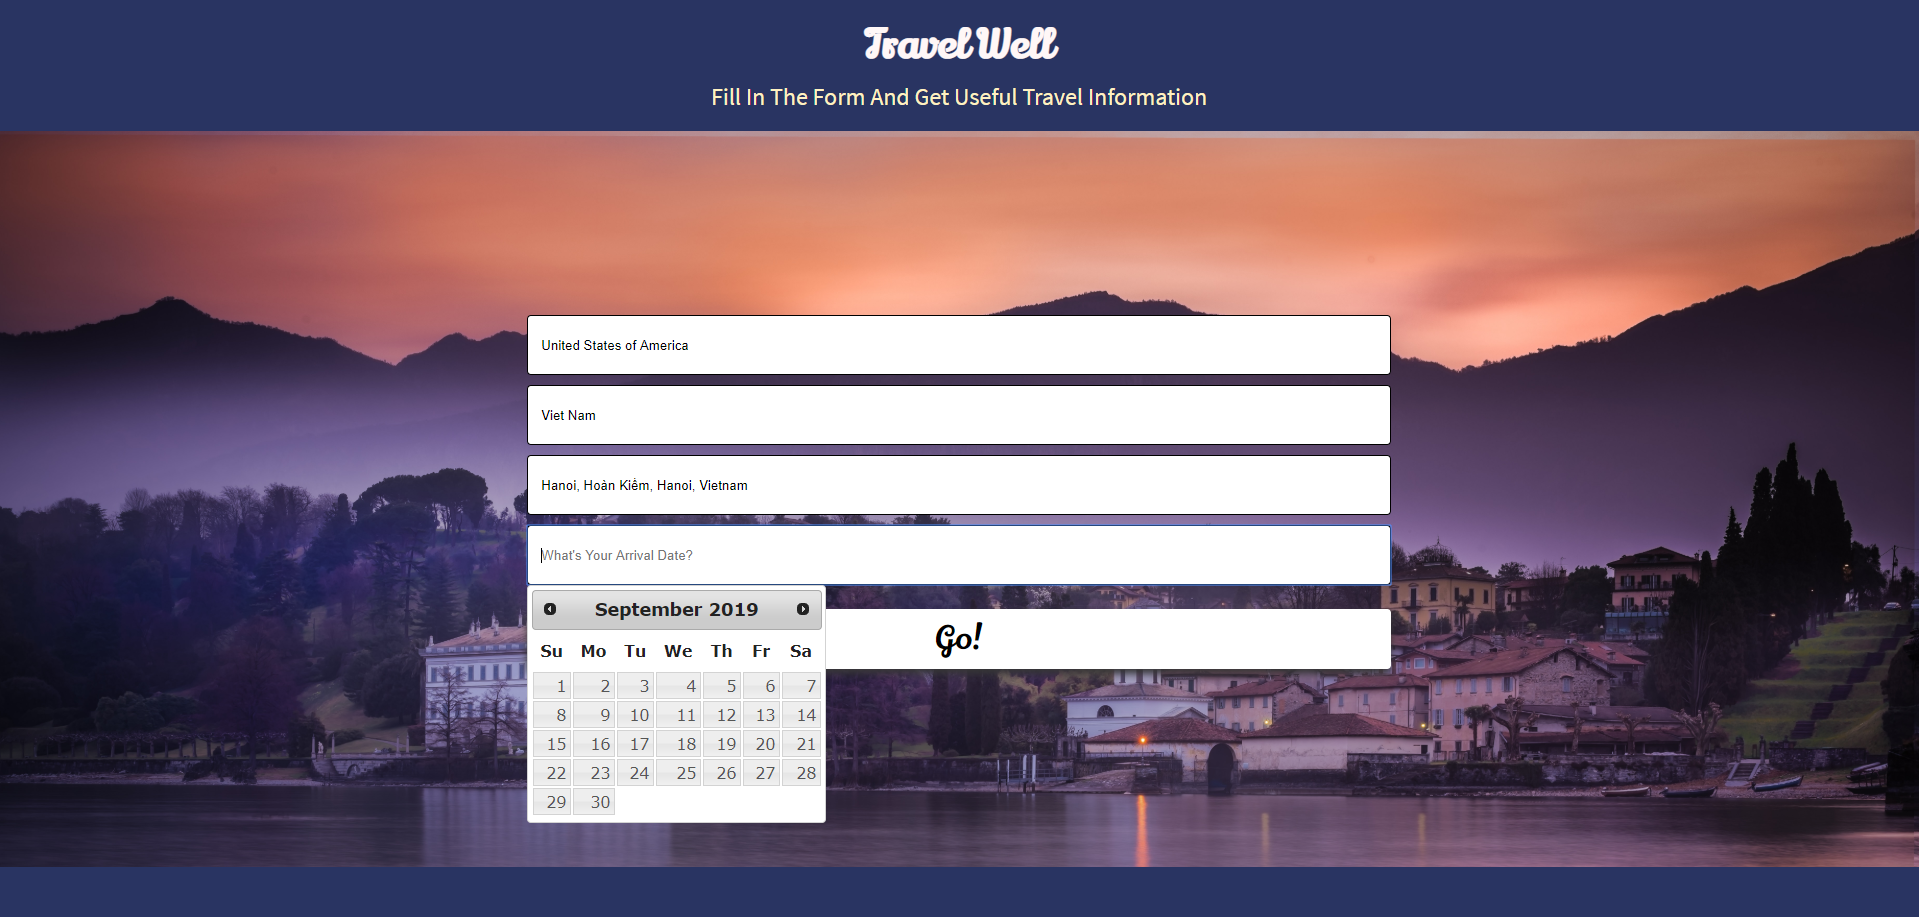 Travel Well
Fill In The Form And Get Useful Travel Information
United States of America
Viet Nam
Hanoi, Hoàn Kiếm, Hanoi, Vietnam
What's Your Arrival Date?
September 2019
Su Mo Tu We Th Fr Sa
1 2 3 4 5 6 7
8 9 10 11 12 13 14
15 16 17 18 19 20 21
22 23 24 25 26 27 28
29 30
Go!